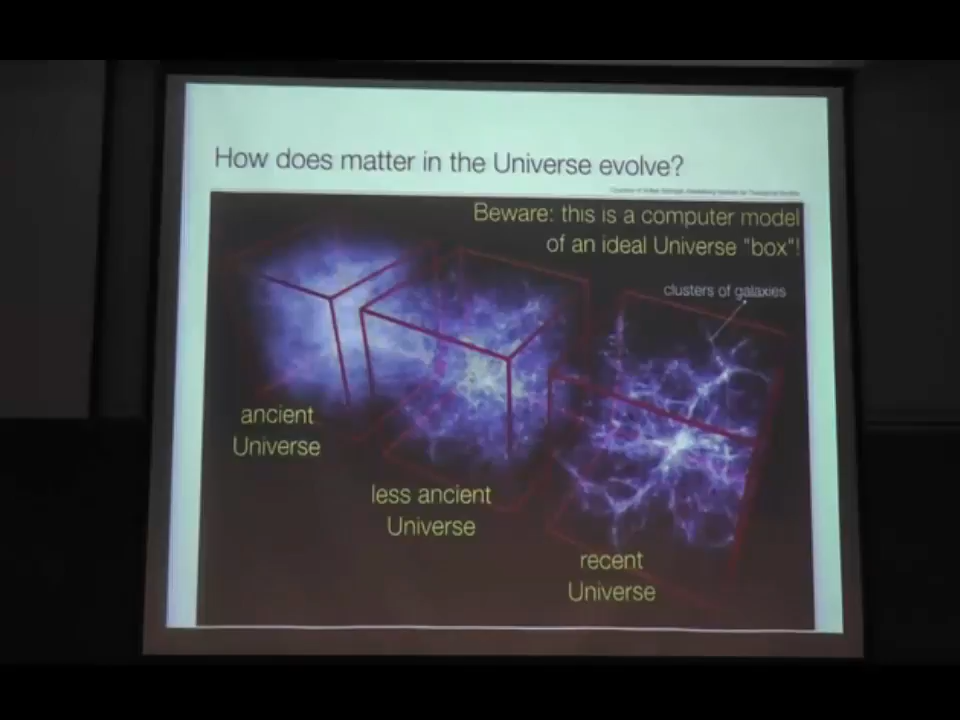 How does matter in the Universe evolve?
Beware: this is a computer model
of an ideal Universe "box"!
clusters of galaxies
ancient
Universe
less ancient
Universe
recent
Universe